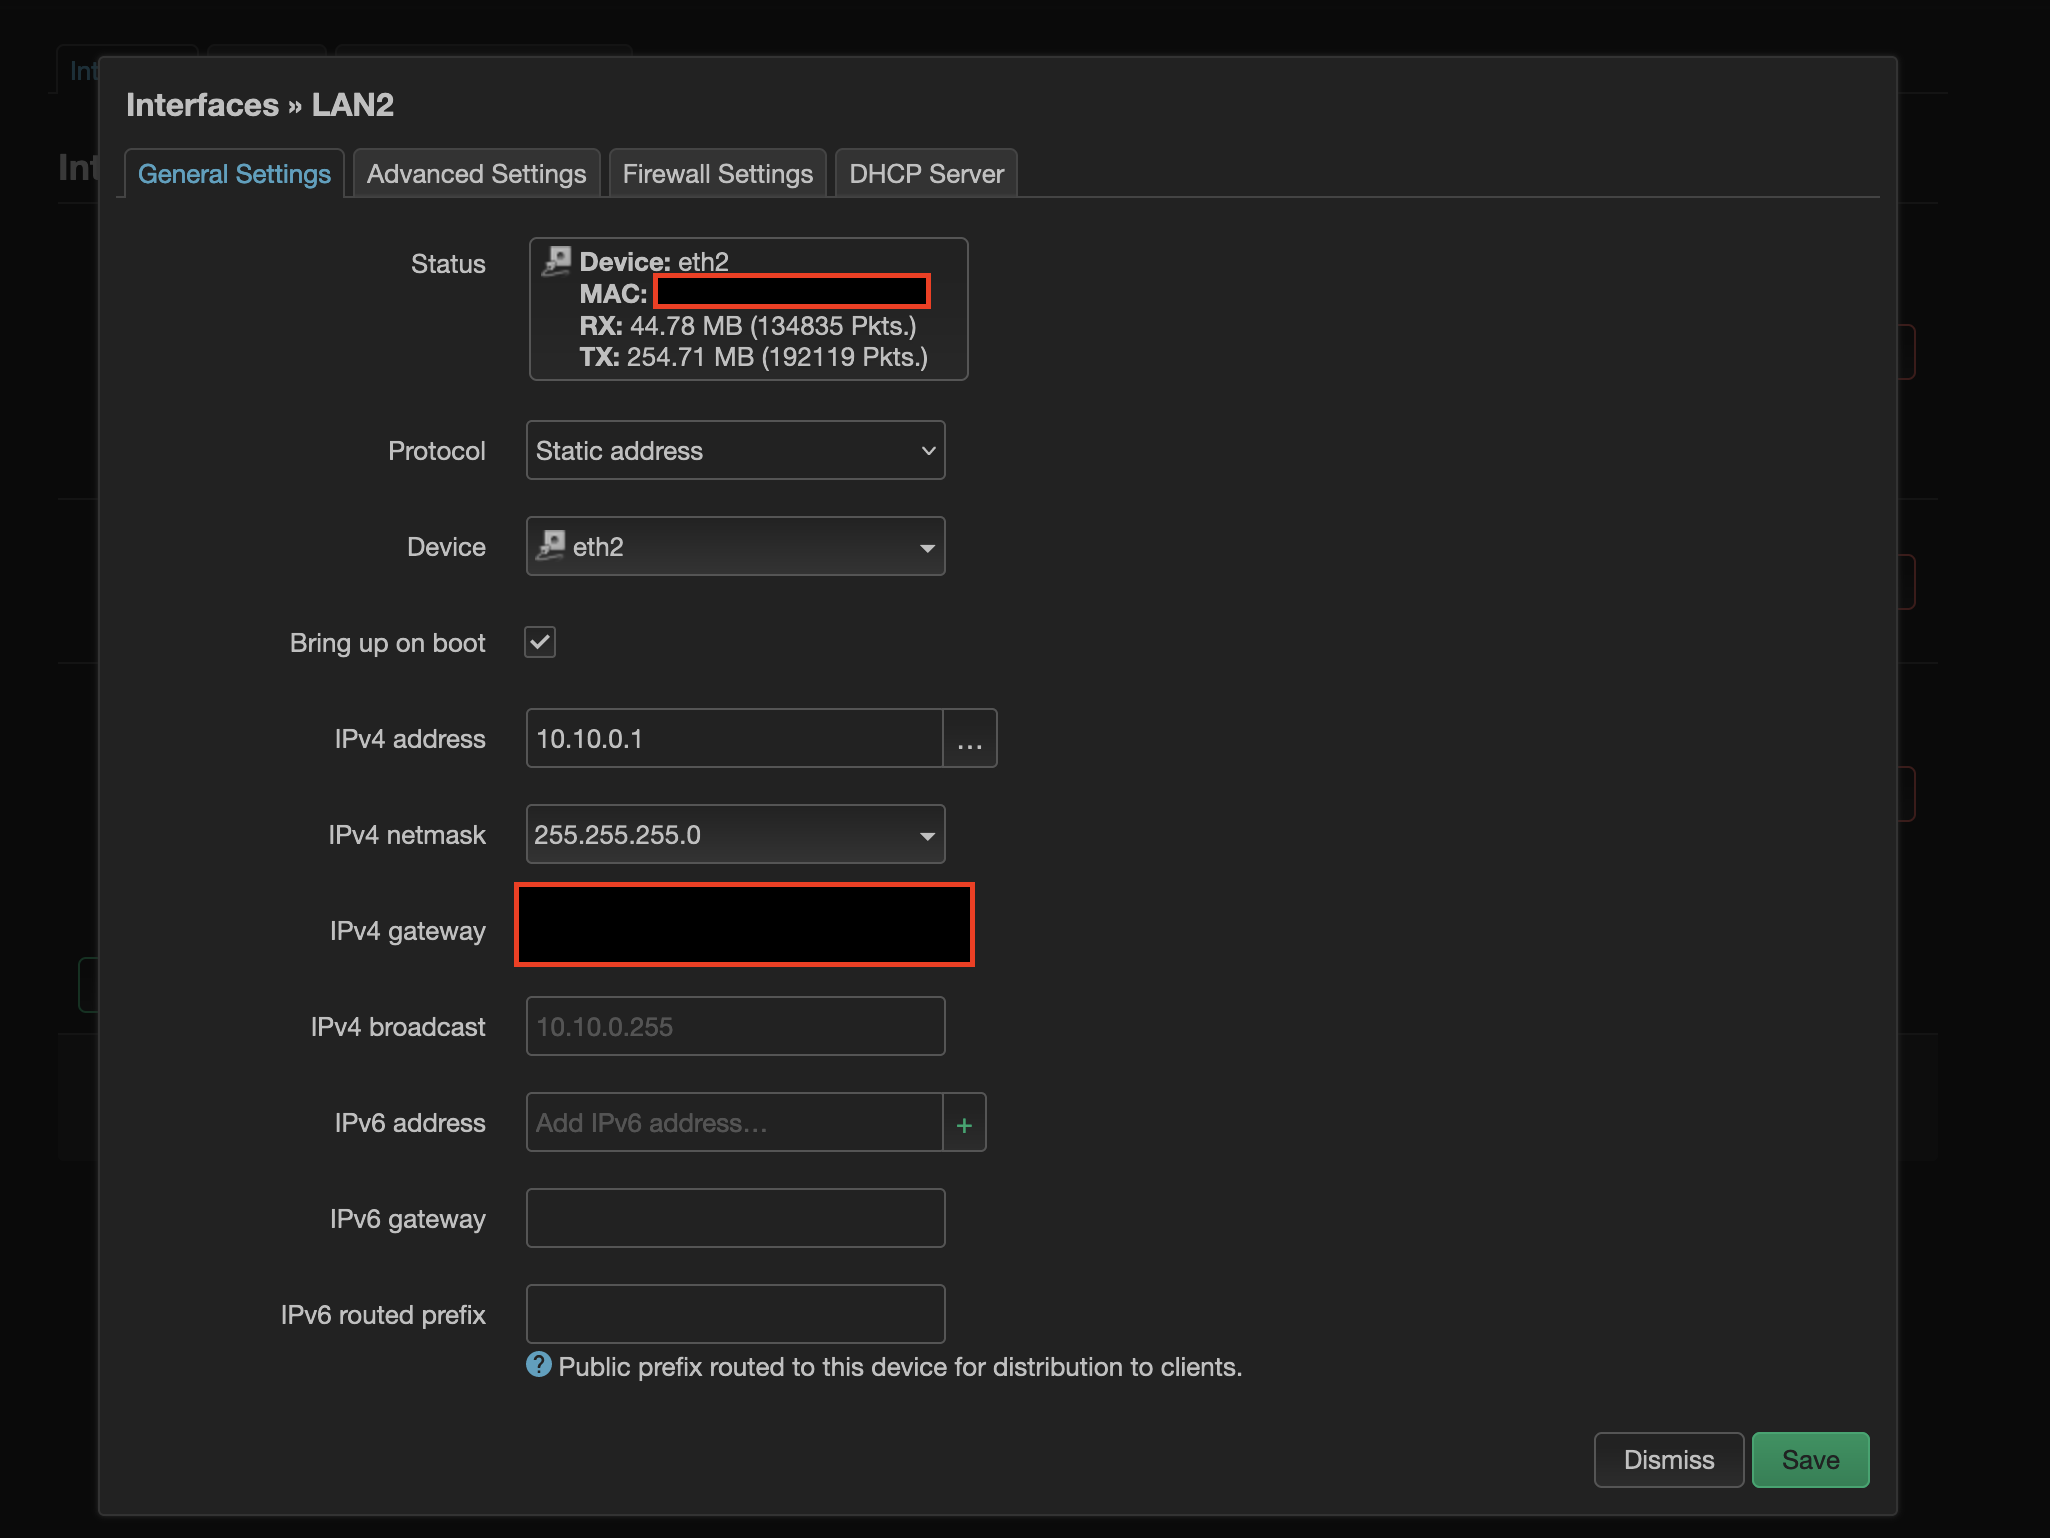 Int
Interfaces » LAN2
Int
General Settings
Advanced Settings
Firewall Settings
DHCP Server
Status
Device: eth2
MAC:
RX: 44.78 MB (134835 Pkts.)
TX: 254.71 MB (192119 Pkts.)
Protocol
Static address
Device
eth2
Bring up on boot
IPv4 address
10.10.0.1
...
IPv4 netmask
255.255.255.0
IPv4 gateway
IPv4 broadcast
10.10.0.255
IPv6 address
Add IPv6 address…
+
IPv6 gateway
IPv6 routed prefix
? Public prefix routed to this device for distribution to clients.
Dismiss
Save